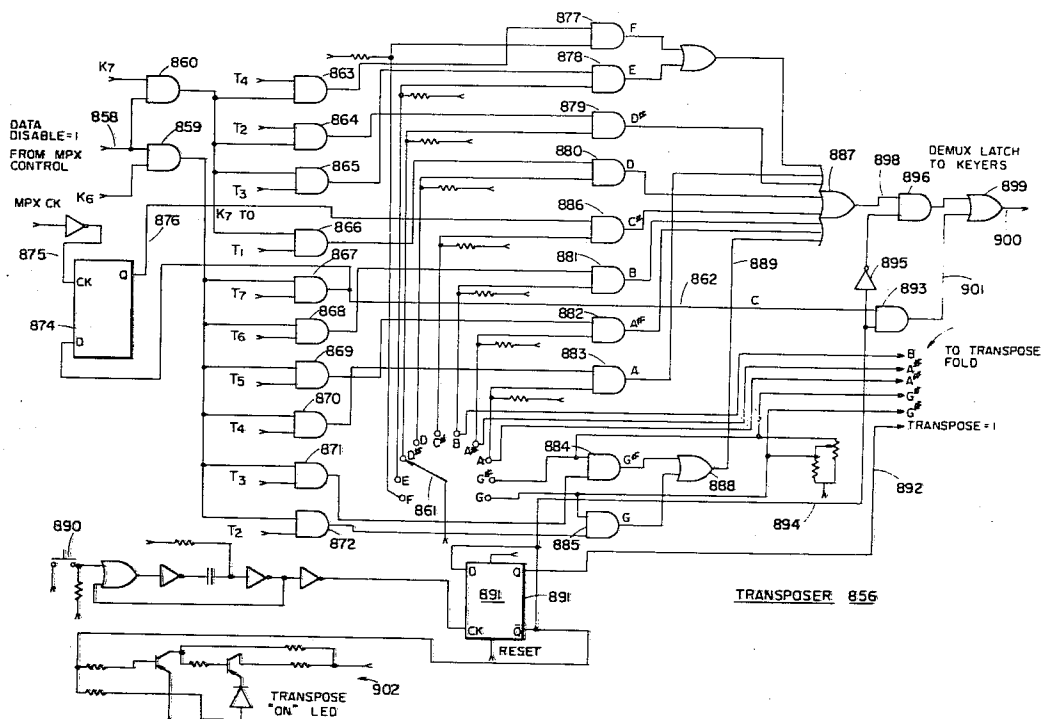 877
F
860
K7
T4
863
878
E
858
DATA
DISABLE=1
FROM MPX
CONTROL
859
T2
864
879
D#
DEMUX LATCH
TO KEYERS
T3
865
880
D
887
898
896
899
K6
MPX CK
K7 TO
876
T1
866
886
C#
900
875
867
881
B
889
895
CK
Q
T7
862
901
874
D
868
C
893
T6
882
A#
869
T5
883
A
TO TRANSPOSE
FOLD
870
T4
B
A#
A#
G#
G#
TRANSPOSE=1
D
C#
B
A#
A
884
871
D#
T3
G#
G#
888
892
E
861
F
G
G
894
890
T2
872
885
D
Q
891
891
TRANSPOSER 856
CK
Q
RESET
902
TRANSPOSE
"ON" LED